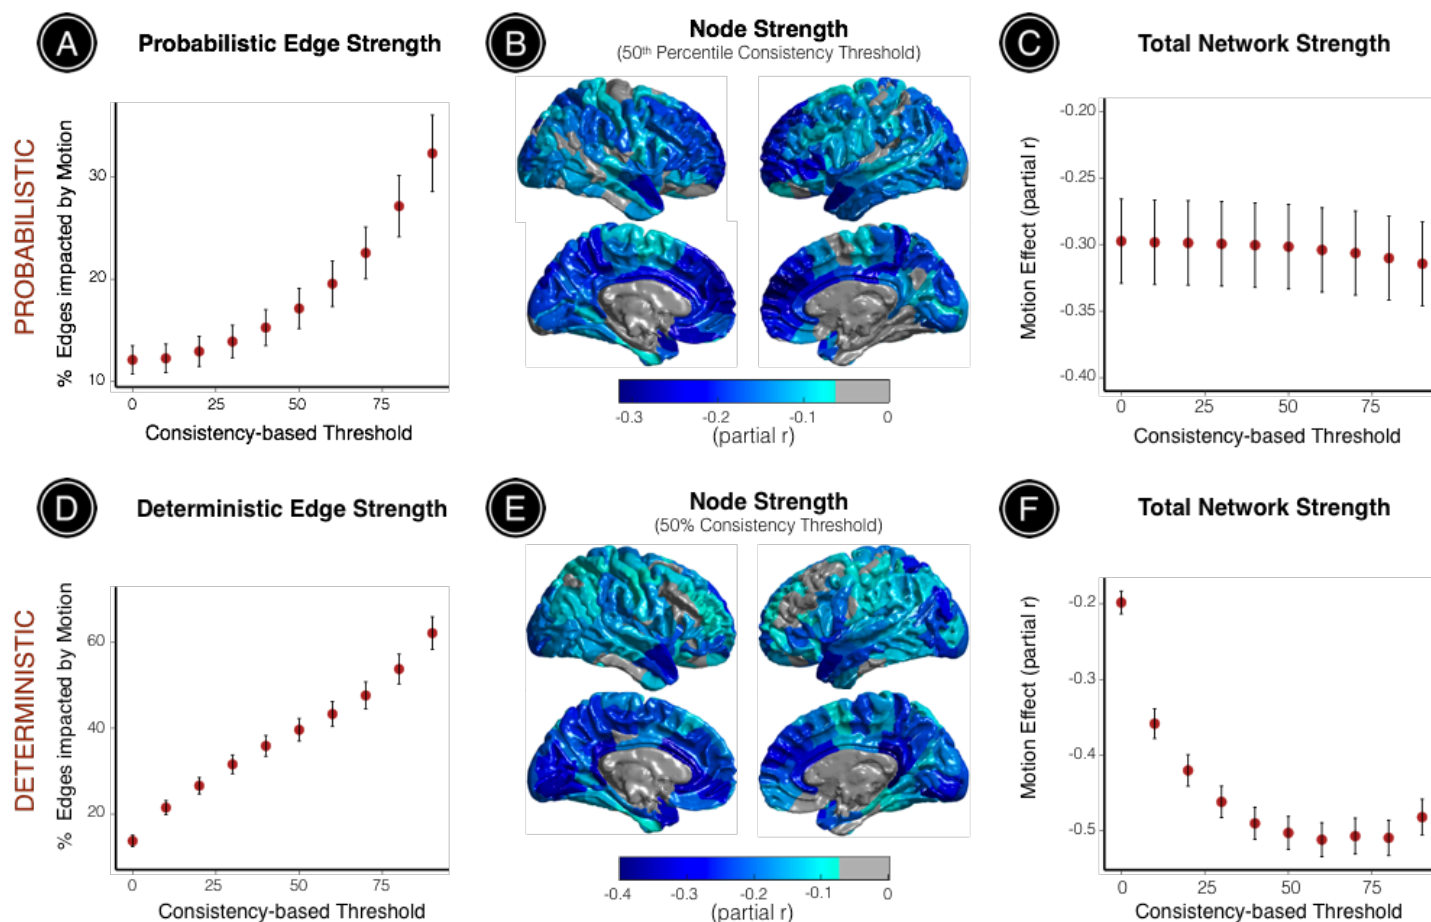 A
Probabilistic Edge Strength
B
Node Strength
(50th Percentile Consistency Threshold)
C
Total Network Strength
PROBABILISTIC
% Edges impacted by Motion
30
20
10
0
25
50
75
Consistency-based Threshold
-0.3
-0.2
-0.1
0
(partial r)
Motion Effect (partial r)
-0.20
-0.25
-0.30
-0.35
-0.40
0
25
50
75
Consistency-based Threshold
D
Deterministic Edge Strength
E
Node Strength
(50% Consistency Threshold)
F
Total Network Strength
DETERMINISTIC
% Edges impacted by Motion
60
40
20
0
25
50
75
Consistency-based Threshold
-0.4
-0.3
-0.2
-0.1
0
(partial r)
Motion Effect (partial r)
-0.2
-0.3
-0.4
-0.5
0
25
50
75
Consistency-based Threshold